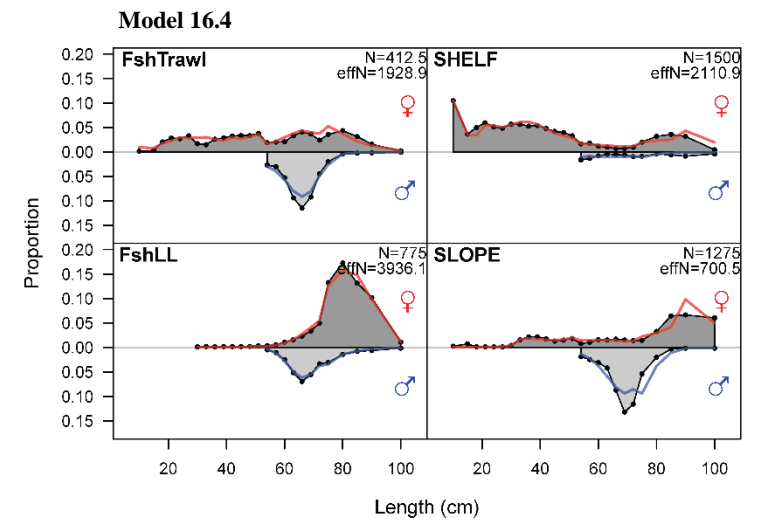 Model 16.4
FshTrawl
N=412.5
effN=1928.9
♀
♂
SHELF
N=1500
effN=2110.9
♀
♂
FshLL
N=775
effN=3936.1
♀
♂
SLOPE
N=1275
effN=700.5
♀
♂
0.20
0.15
0.10
0.05
0.00
0.05
0.10
0.15
0.20
0.15
0.10
0.05
0.00
0.05
0.10
0.15
Proportion
20 40 60 80 100
20 40 60 80 100
Length (cm)